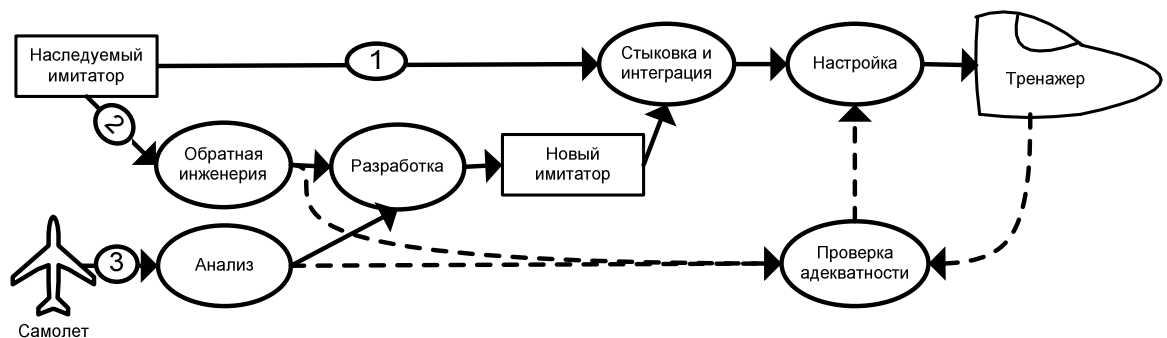 Наследуемый
имитатор
1
Стыковка и
интеграция
Настройка
Тренажер
2
Обратная
инженерия
Разработка
Новый
имитатор
3
Анализ
Проверка
адекватности
Самолет